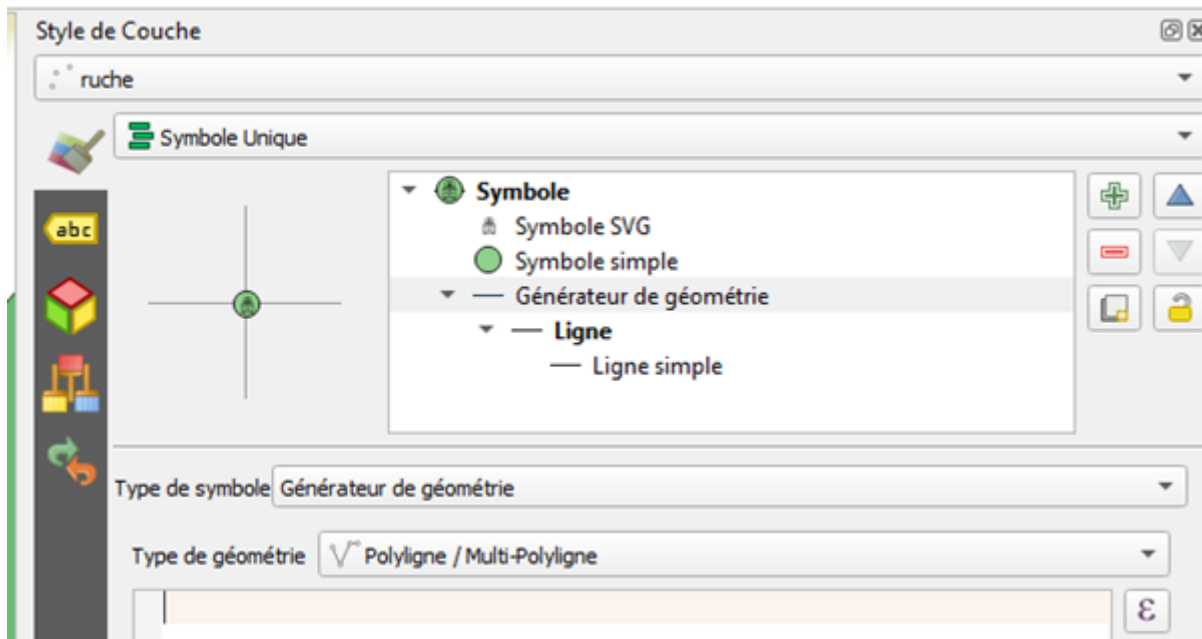 Style de Couche
ruche
Symbole Unique
Symbole
abc
Symbole SVG
Symbole simple
Générateur de géométrie
Ligne
Ligne simple
Type de symbole Générateur de géométrie
Type de géométrie Polyligne / Multi-Polyligne
ε